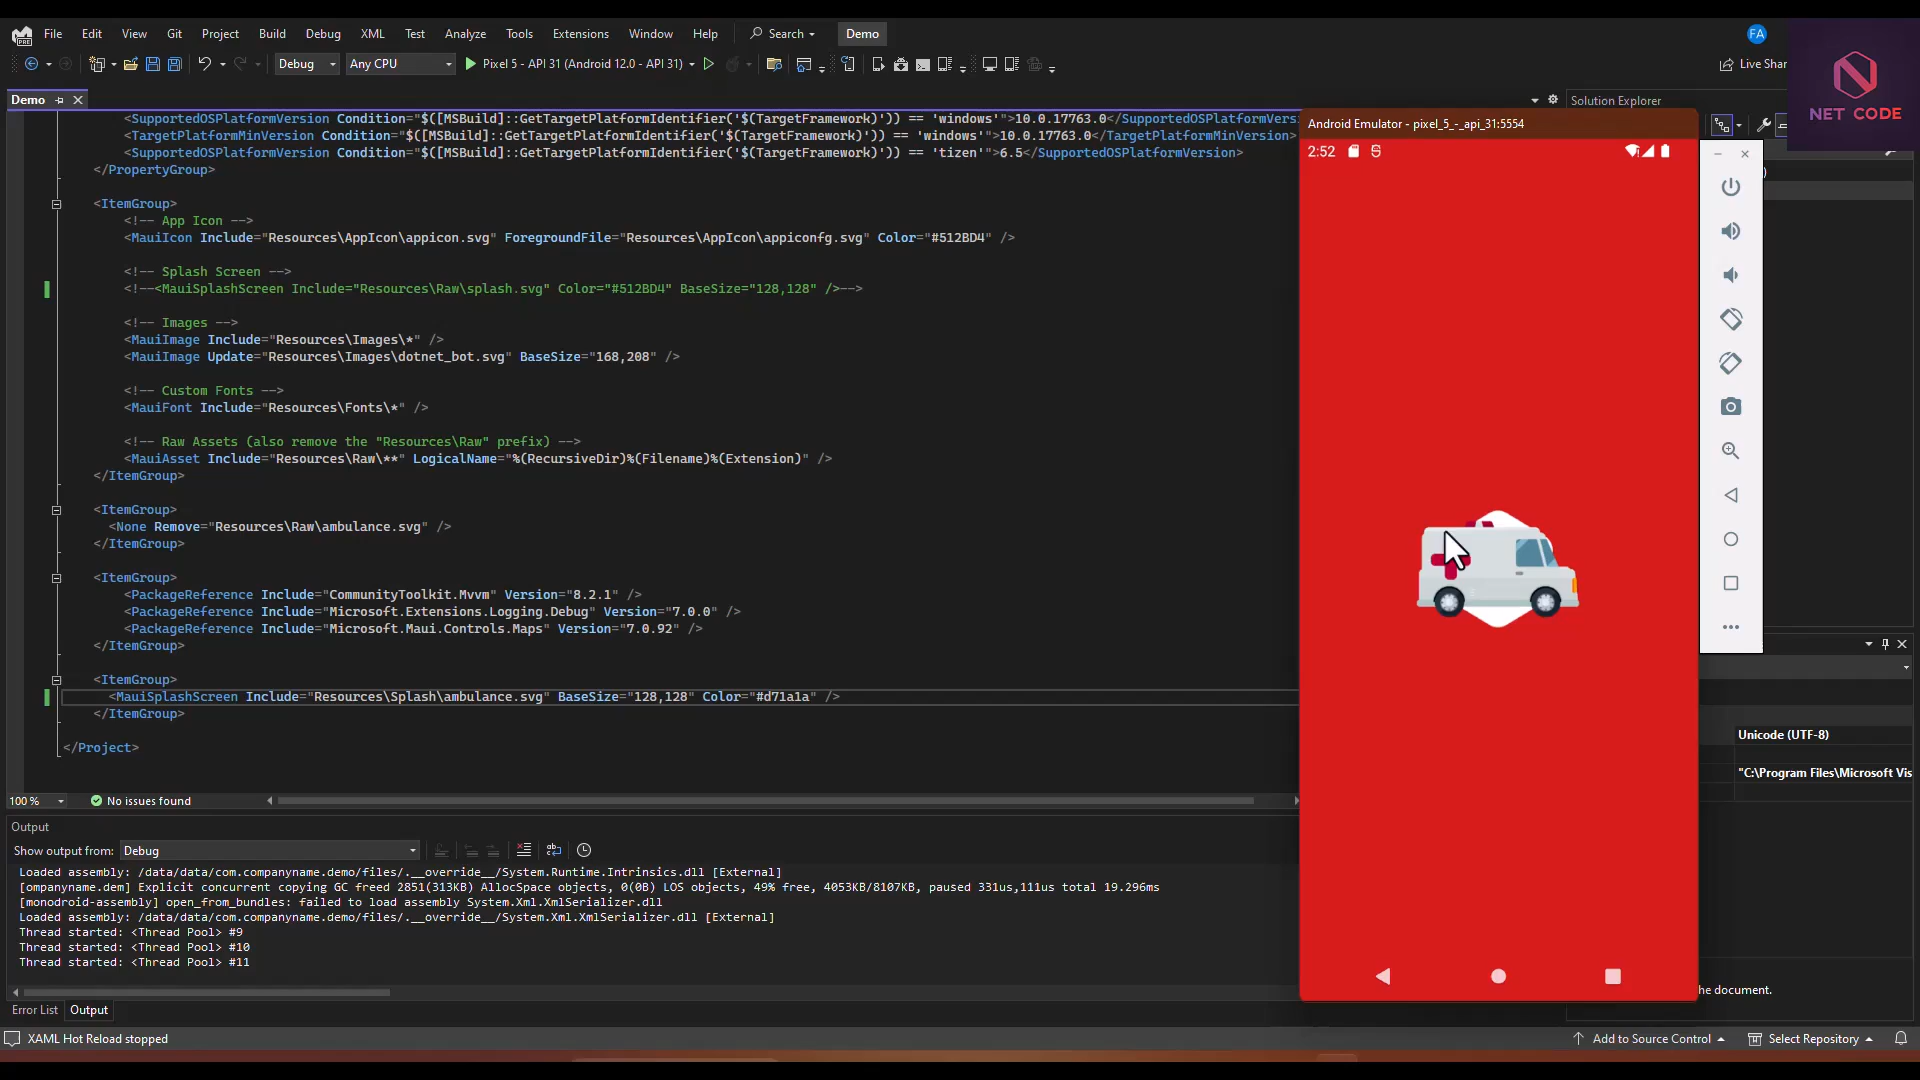 File Edit View Git Project Build Debug XML Test Analyze Tools Extensions Window Help Search Demo FA
Debug Any CPU Pixel 5 - API 31 (Android 12.0 - API 31) Live Shar
NET CODE
Demo Solution Explorer
<SupportedOSPlatformVersion Condition="$([MSBuild]::GetTargetPlatformIdentifier('$(TargetFramework)')) == 'windows'">10.0.17763.0</SupportedOSPlatformVersi
<TargetPlatformMinVersion Condition="$([MSBuild]::GetTargetPlatformIdentifier('$(TargetFramework)')) == 'windows'">10.0.17763.0</TargetPlatformMinVersion>
<SupportedOSPlatformVersion Condition="$([MSBuild]::GetTargetPlatformIdentifier('$(TargetFramework)')) == 'tizen'">6.5</SupportedOSPlatformVersion>
</PropertyGroup>
<ItemGroup>
<!-- App Icon -->
<MauiIcon Include="Resources\AppIcon\appicon.svg" ForegroundFile="Resources\AppIcon\appiconfg.svg" Color="#512BD4" />
<!-- Splash Screen -->
<!--<MauiSplashScreen Include="Resources\Raw\splash.svg" Color="#512BD4" BaseSize="128,128" />-->
<!-- Images -->
<MauiImage Include="Resources\Images\*" />
<MauiImage Update="Resources\Images\dotnet_bot.svg" BaseSize="168,208" />
<!-- Custom Fonts -->
<MauiFont Include="Resources\Fonts\*" />
<!-- Raw Assets (also remove the "Resources\Raw" prefix) -->
<MauiAsset Include="Resources\Raw\**" LogicalName="%(RecursiveDir)%(Filename)%(Extension)" />
</ItemGroup>
<ItemGroup>
<None Remove="Resources\Raw\ambulance.svg" />
</ItemGroup>
<ItemGroup>
<PackageReference Include="CommunityToolkit.Mvvm" Version="8.2.1" />
<PackageReference Include="Microsoft.Extensions.Logging.Debug" Version="7.0.0" />
<PackageReference Include="Microsoft.Maui.Controls.Maps" Version="7.0.92" />
</ItemGroup>
<ItemGroup>
<MauiSplashScreen Include="Resources\Splash\ambulance.svg" BaseSize="128,128" Color="#d71a1a" />
</ItemGroup>
</Project>
100 % No issues found
Output
Show output from: Debug
Loaded assembly: /data/data/com.companyname.demo/files/.__override__/System.Runtime.Intrinsics.dll [External]
[ompanyname.dem] Explicit concurrent copying GC freed 2851(313KB) AllocSpace objects, 0(0B) LOS objects, 49% free, 4053KB/8107KB, paused 331us,111us total 19.296ms
[monodroid-assembly] open_from_bundles: failed to load assembly System.Xml.XmlSerializer.dll
Loaded assembly: /data/data/com.companyname.demo/files/.__override__/System.Xml.XmlSerializer.dll [External]
Thread started: <Thread Pool> #9
Thread started: <Thread Pool> #10
Thread started: <Thread Pool> #11
Error List Output
XAML Hot Reload stopped
Android Emulator - pixel_5_-_api_31:5554
2:52
)
Unicode (UTF-8)
"C:\Program Files\Microsoft Vis
he document.
Add to Source Control Select Repository